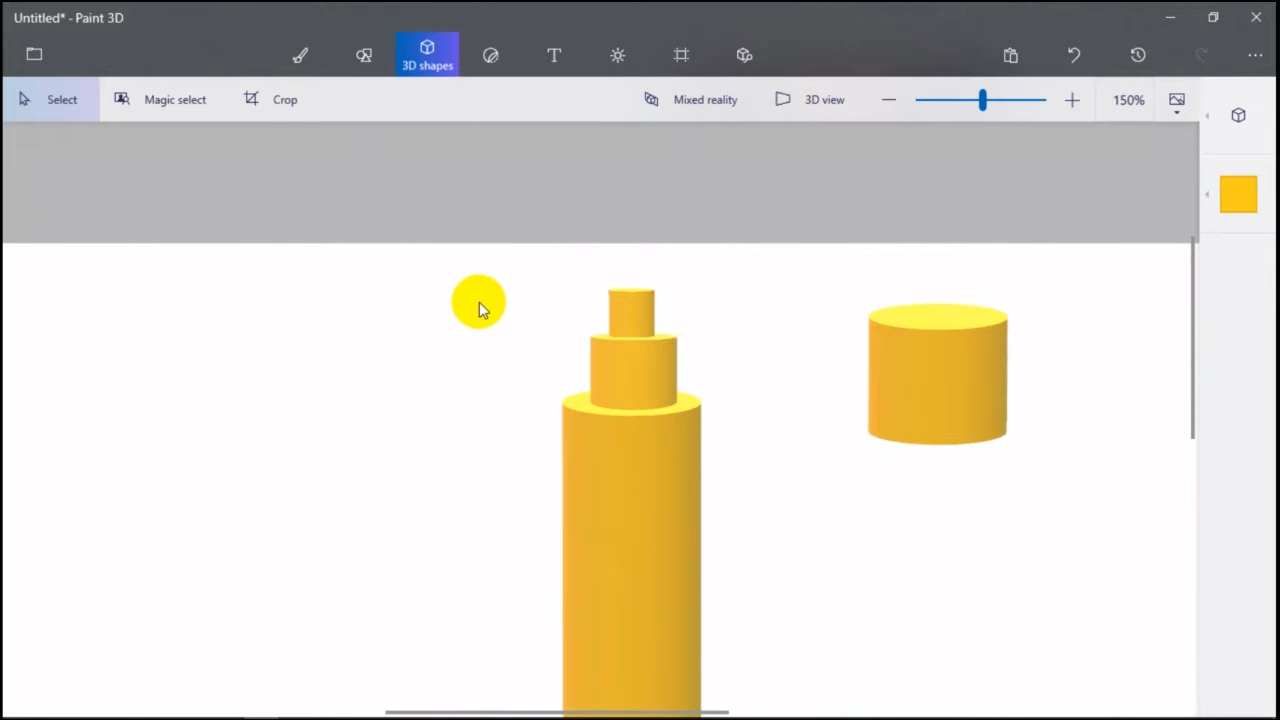 Untitled* - Paint 3D
3D shapes
Select
Magic select
Crop
Mixed reality
3D view
150%